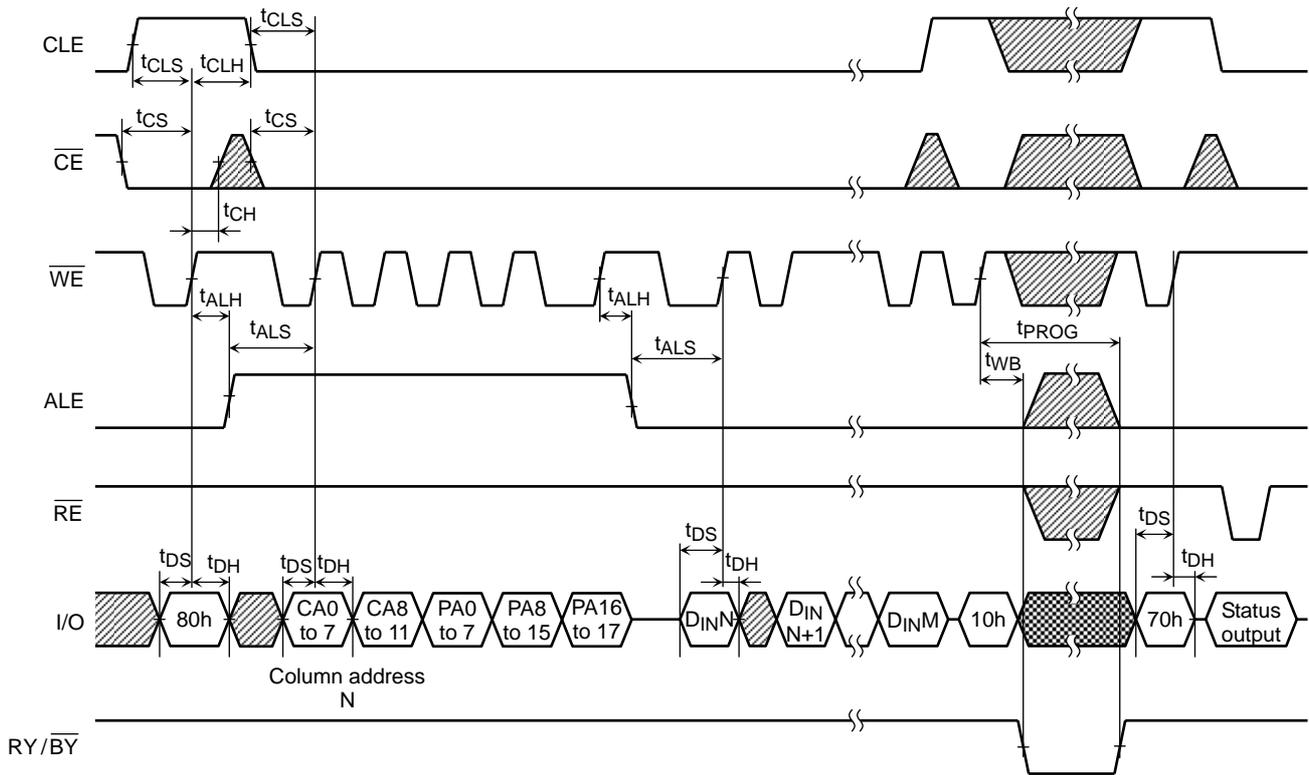 tCLS
CLE
tCLS tCLH
tCS tCS
CE
tCH
WE
tALH tALH
tALS tPROG
tALS tWB
ALE
RE
tDS tDH tDS tDH tDS tDH tDS tDH
I/O
80h
CA0
to 7
CA8
to 11
PA0
to 7
PA8
to 15
PA16
to 17
DINN
DIN
N+1
DINM
10h
70h
Status
output
Column address
N
RY/BY